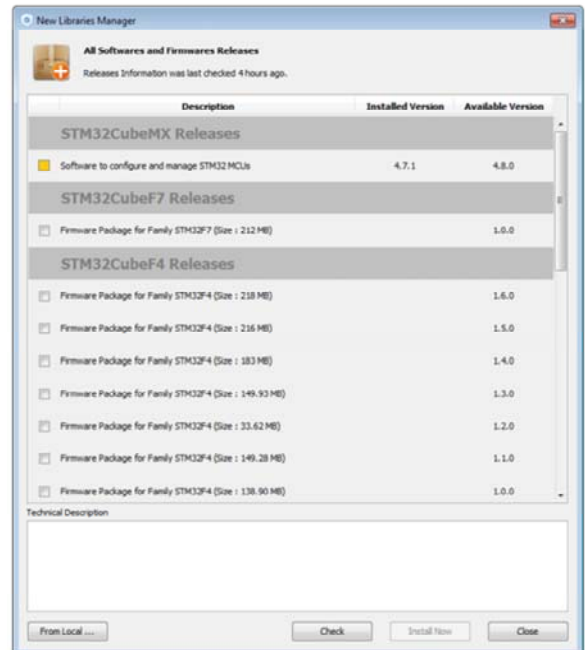 New Libraries Manager
All Softwares and Firmwares Releases
Releases Information was last checked 4 hours ago.
Description Installed Version Available Version
STM32CubeMX Releases
Software to configure and manage STM32 MCUs 4.7.1 4.8.0
STM32CubeF7 Releases
Firmware Package for Family STM32F7 (Size : 212 MB) 1.0.0
STM32CubeF4 Releases
Firmware Package for Family STM32F4 (Size : 218 MB) 1.6.0
Firmware Package for Family STM32F4 (Size : 216 MB) 1.5.0
Firmware Package for Family STM32F4 (Size : 183 MB) 1.4.0
Firmware Package for Family STM32F4 (Size : 149.93 MB) 1.3.0
Firmware Package for Family STM32F4 (Size : 33.62 MB) 1.2.0
Firmware Package for Family STM32F4 (Size : 149.28 MB) 1.1.0
Firmware Package for Family STM32F4 (Size : 138.90 MB) 1.0.0
Technical Description
From Local ... Check Install Now Close